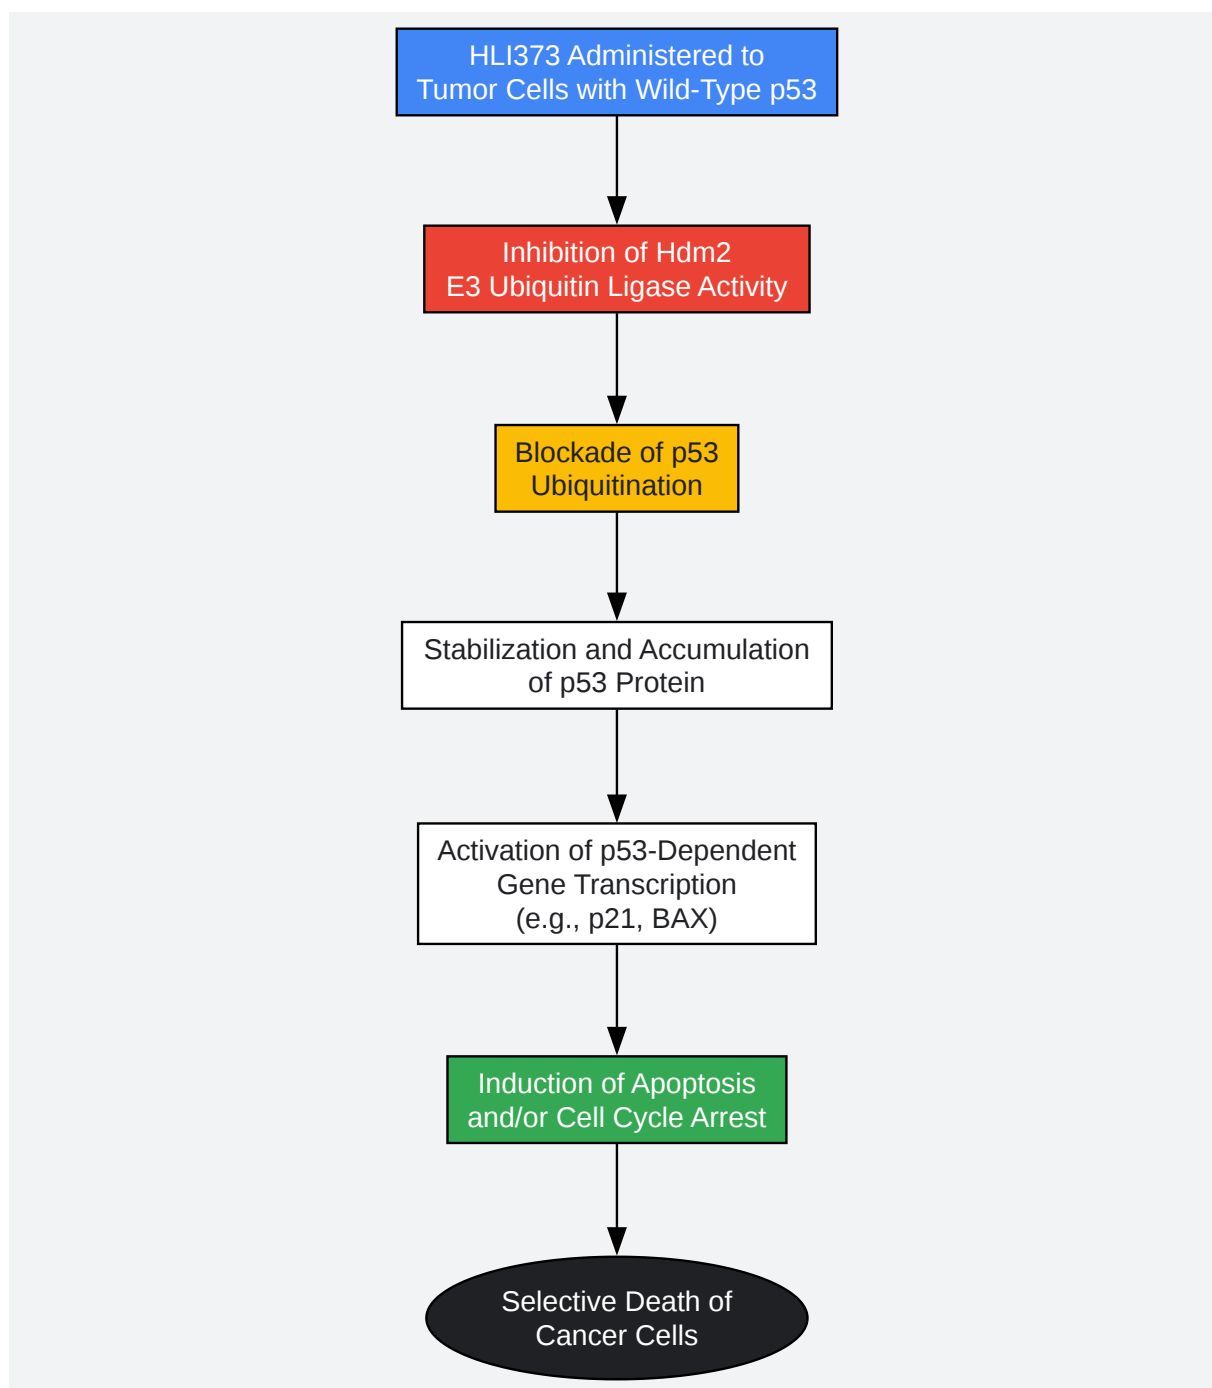 HLI373 Administered to
Tumor Cells with Wild-Type p53
Inhibition of Hdm2
E3 Ubiquitin Ligase Activity
Blockade of p53
Ubiquitination
Stabilization and Accumulation
of p53 Protein
Activation of p53-Dependent
Gene Transcription
(e.g., p21, BAX)
Induction of Apoptosis
and/or Cell Cycle Arrest
Selective Death of
Cancer Cells